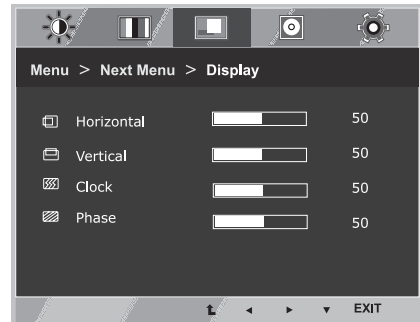 Menu > Next Menu > Display
Horizontal 50
Vertical 50
Clock 50
Phase 50
EXIT